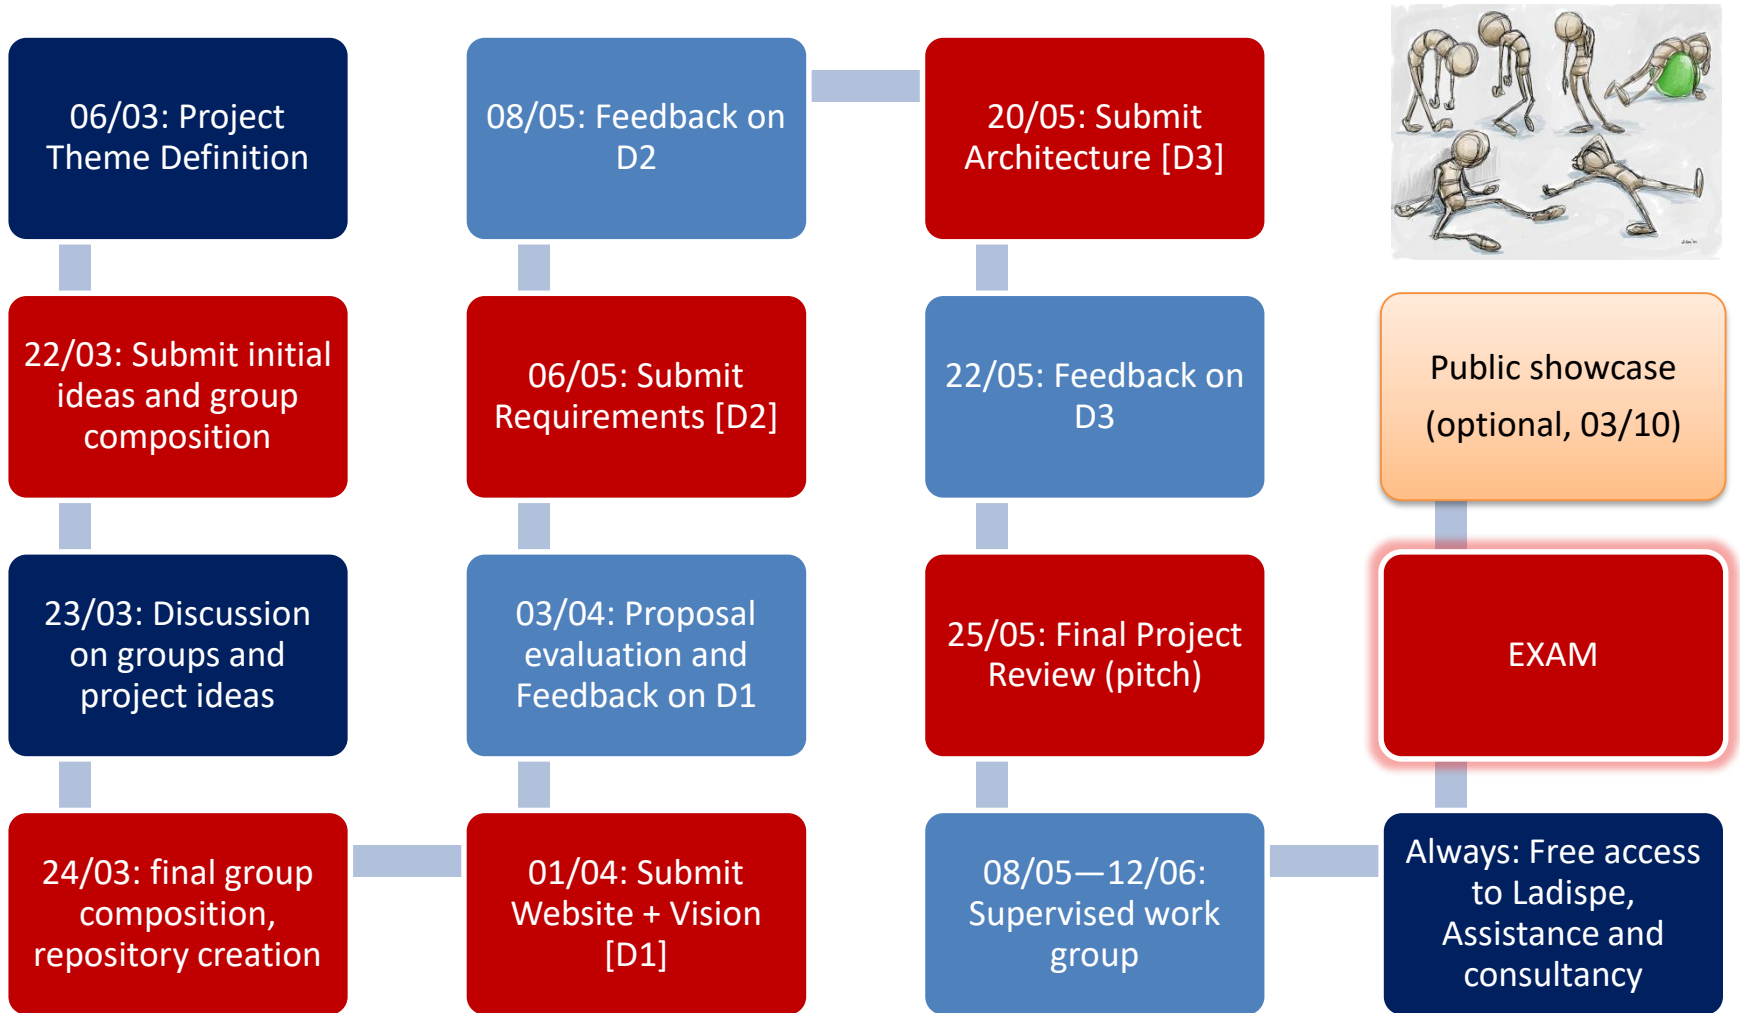 06/03: Project
Theme Definition
22/03: Submit initial
ideas and group
composition
23/03: Discussion
on groups and
project ideas
24/03: final group
composition,
repository creation
01/04: Submit
Website + Vision
[D1]
03/04: Proposal
evaluation and
Feedback on D1
06/05: Submit
Requirements [D2]
08/05: Feedback on
D2
20/05: Submit
Architecture [D3]
22/05: Feedback on
D3
25/05: Final Project
Review (pitch)
08/05—12/06:
Supervised work
group
Always: Free access
to Ladispe,
Assistance and
consultancy
EXAM
Public showcase
(optional, 03/10)